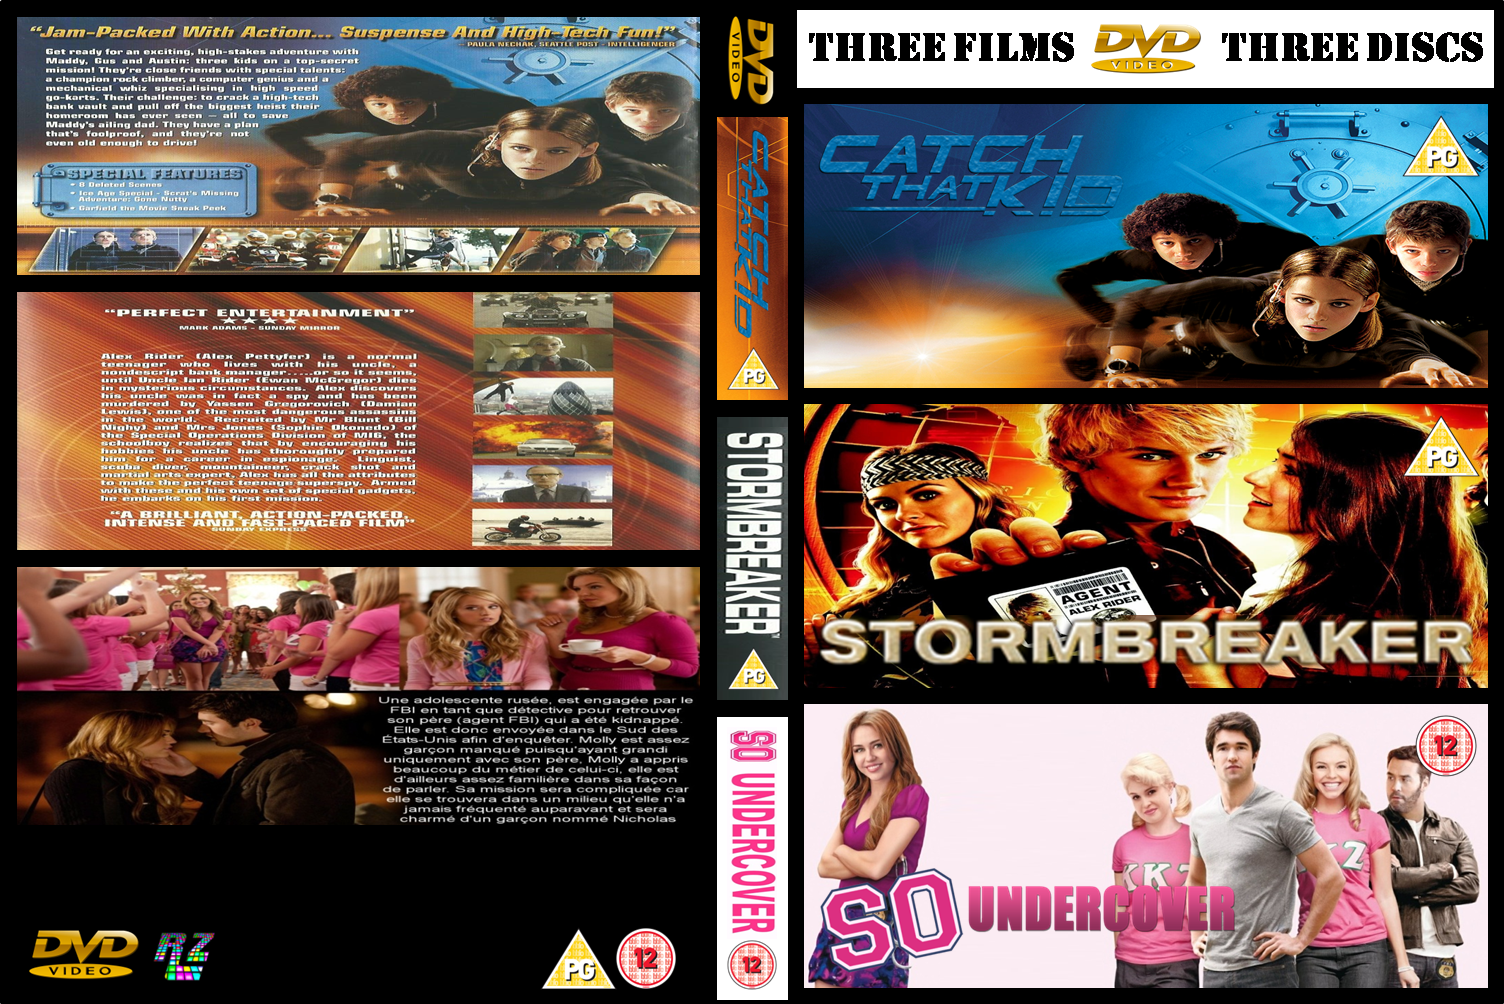 “Jam-Packed With Action... Suspense And High-Tech Fun!”
– PAULA NECHAK, SEATTLE POST - INTELLIGENCER
Get ready for an exciting, high-stakes adventure with
Maddy, Gus and Austin: three kids on a top-secret
mission! They're close friends with special talents:
a champion rock climber, a computer genius and a
mechanical whiz specialising in high speed
go-karts. Their challenge: to crack a high-tech
bank vault and pull off the biggest heist their
homeroom has ever seen – all to save
Maddy's ailing dad. They have a plan
that's foolproof, and they're not
even old enough to drive!
SPECIAL FEATURES
• 8 Deleted Scenes
• Ice Age Special - Scrat's Missing
Adventure: Gone Nutty
• Garfield the Movie Sneak Peek
“PERFECT ENTERTAINMENT”
★★★★
MARK ADAMS - SUNDAY MIRROR
Alex Rider (Alex Pettyfer) is a normal
teenager who lives with his uncle, a
nondescript bank manager.....or so it seems,
until Uncle Ian Rider (Ewan McGregor) dies
in mysterious circumstances. Alex discovers
his uncle was in fact a spy and has been
murdered by Yassen Gregorovich (Damian
Lewis), one of the most dangerous assassins
in the world. Recruited by Mr Blunt (Bill
Nighy) and Mrs Jones (Sophie Okonedo) of
the Special Operations Division of MI6, the
schoolboy realizes that by encouraging his
hobbies his uncle has thoroughly prepared
him for a career in espionage. Linguist,
scuba diver, mountaineer, crack shot and
martial arts expert, Alex has all the attributes
to make the perfect teenage superspy. Armed
with these and his own set of special gadgets,
he embarks on his first mission.
“A BRILLIANT, ACTION-PACKED,
INTENSE AND FAST-PACED FILM”
SUNDAY EXPRESS
Une adolescente rusée, est engagée par le
FBI en tant que détective pour retrouver
son père (agent FBI) qui a été kidnappé.
Elle est donc envoyée dans le Sud des
États-Unis afin d'enquêter. Molly est assez
garçon manqué puisqu'ayant grandi
uniquement avec son père, Molly a appris
beaucoup du métier de celui-ci, elle est
d'ailleurs assez familière dans sa façon
de parler. Sa mission sera compliquée car
elle se trouvera dans un milieu qu'elle n'a
jamais fréquenté auparavant et sera
charmé d'un garçon nommé Nicholas
DVD
VIDEO
PG
12
DVD
VIDEO
CATCH
THAT KID
PG
STORMBREAKER
PG
SO UNDERCOVER
12
THREE FILMS DVD VIDEO THREE DISCS
CATCH
THAT KID
PG
PG
AGENT
ALEX RIDER
STORMBREAKER
12
KKZ
KZ
SO UNDERCOVER